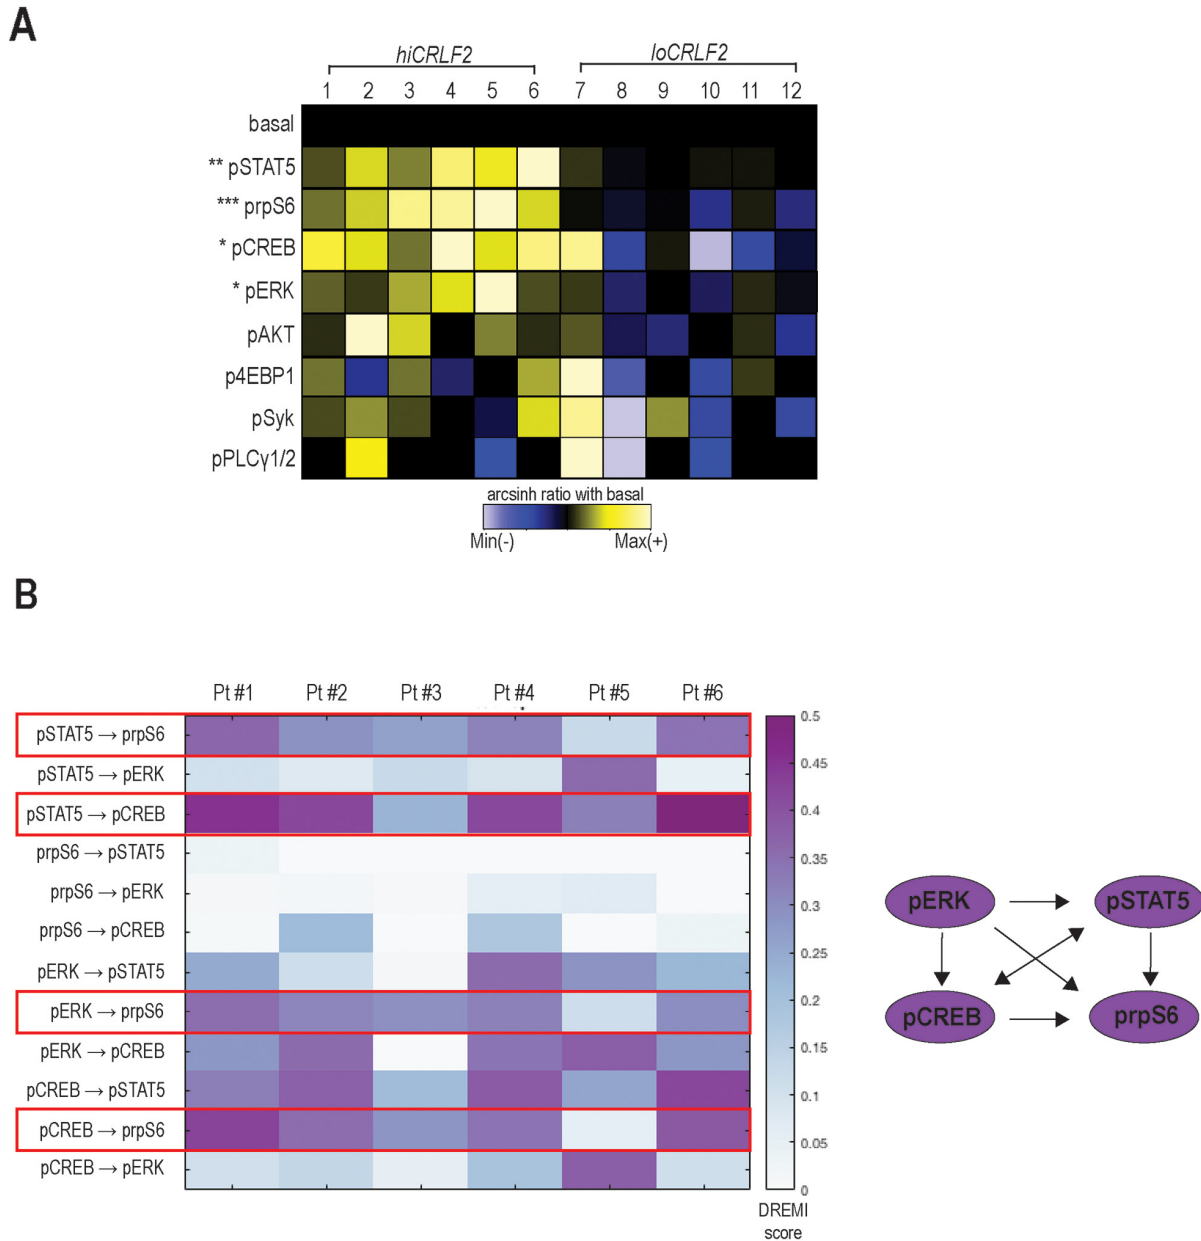 A
hiCRLF2 loCRLF2
1 2 3 4 5 6 7 8 9 10 11 12
basal
** pSTAT5
*** prpS6
* pCREB
* pERK
pAKT
p4EBP1
pSyk
pPLCγ1/2
arcsinh ratio with basal
Min(-) Max(+)
B
Pt #1 Pt #2 Pt #3 Pt #4 Pt #5 Pt #6
pSTAT5 → prpS6
pSTAT5 → pERK
pSTAT5 → pCREB
prpS6 → pSTAT5
prpS6 → pERK
prpS6 → pCREB
pERK → pSTAT5
pERK → prpS6
pERK → pCREB
pCREB → pSTAT5
pCREB → prpS6
pCREB → pERK
0.5
0.45
0.4
0.35
0.3
0.25
0.2
0.15
0.1
0.05
0
DREMI
score
pERK pSTAT5
pCREB prpS6